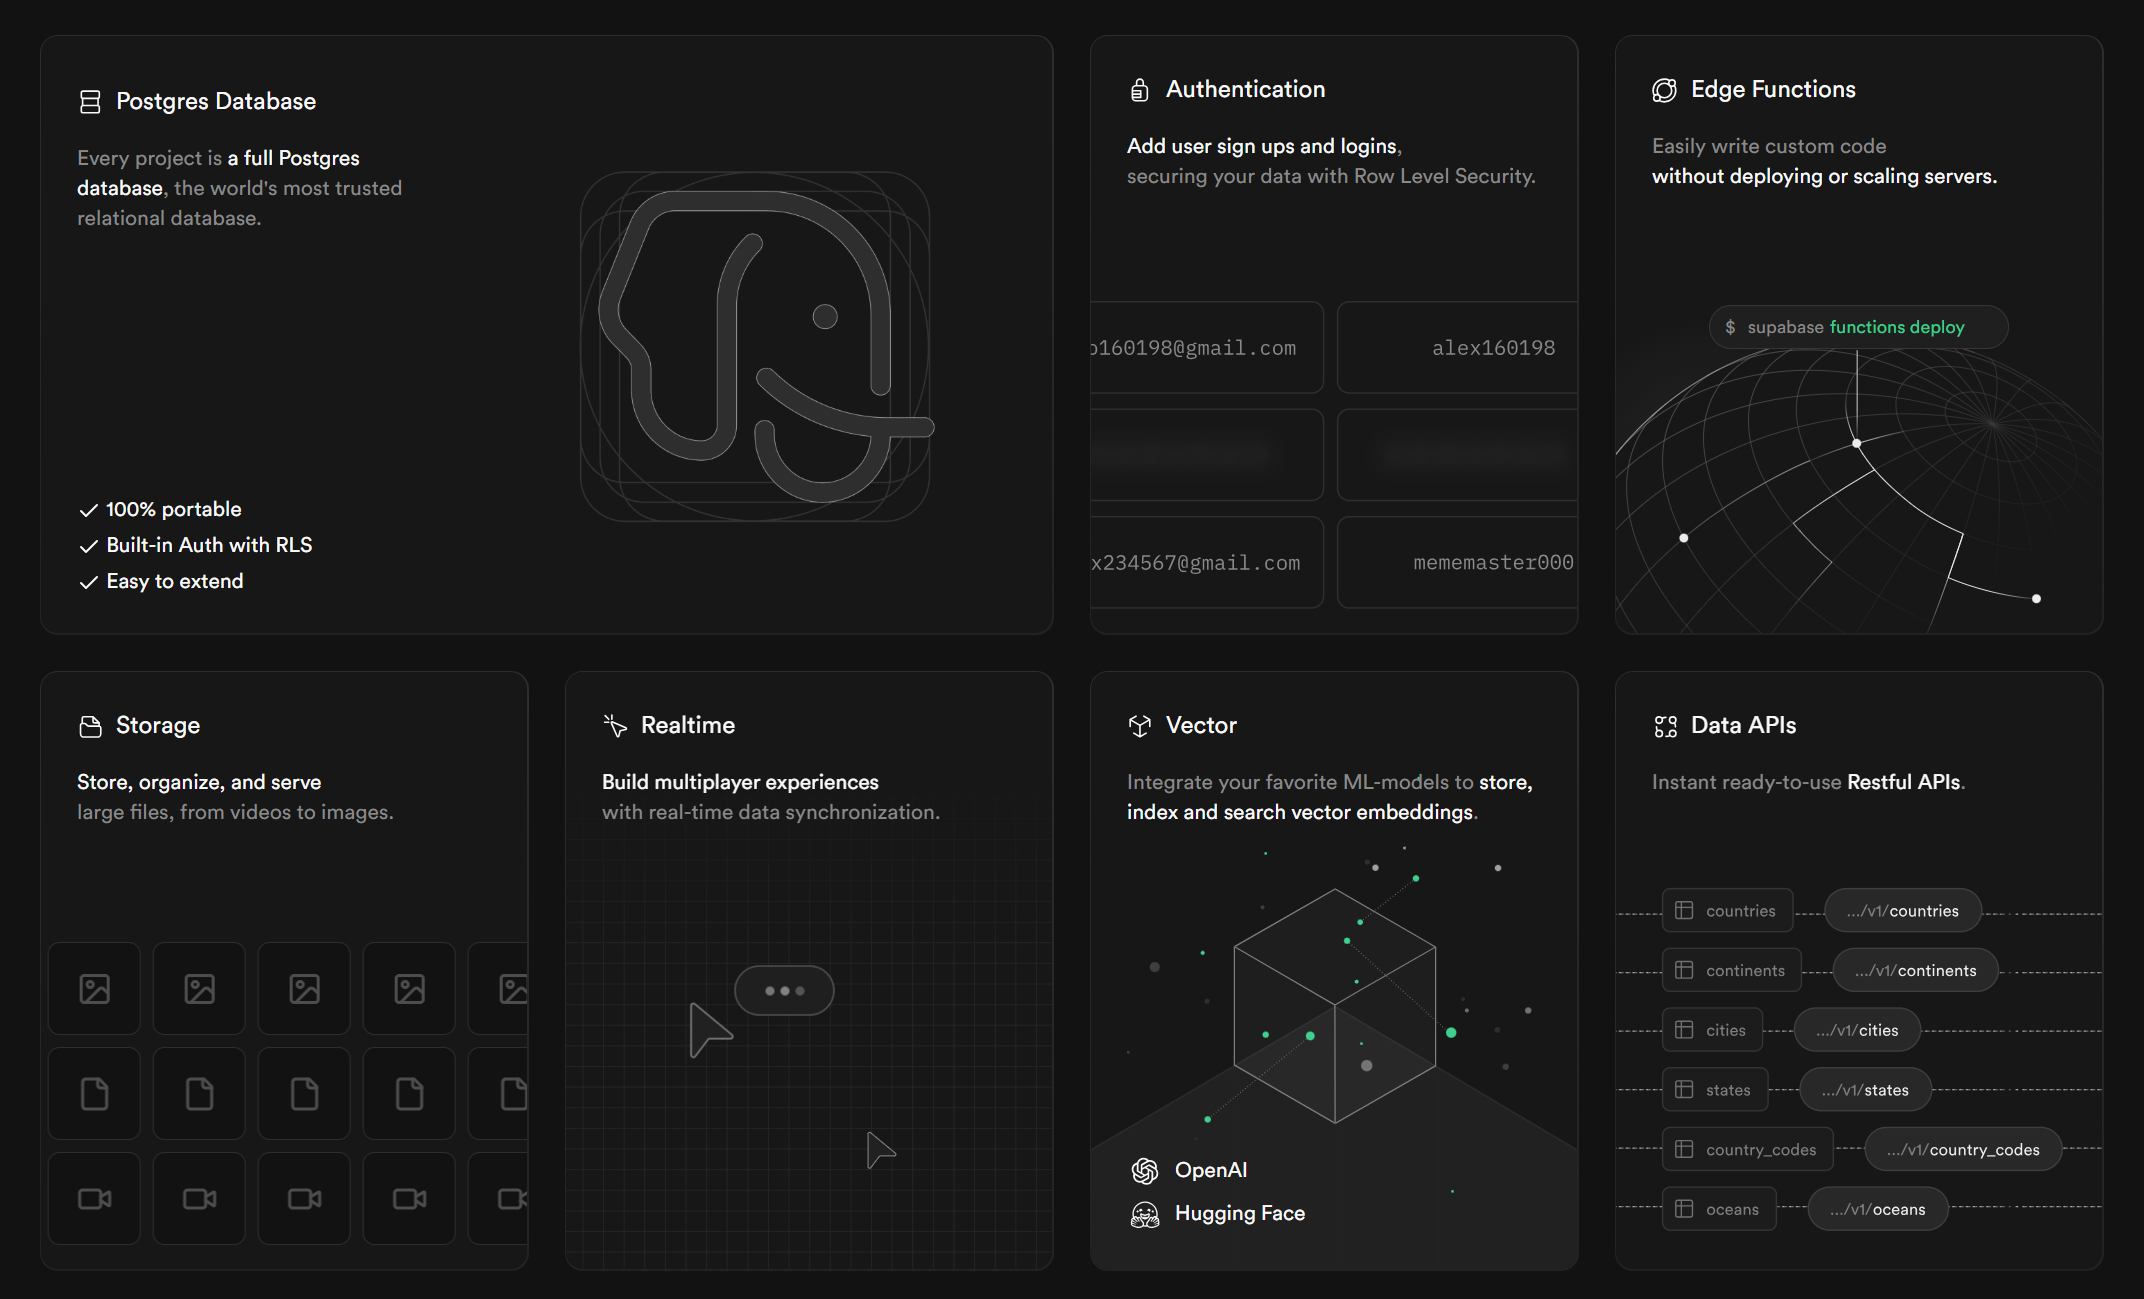 Postgres Database
Every project is a full Postgres
database, the world's most trusted
relational database.
100% portable
Built-in Auth with RLS
Easy to extend
Authentication
Add user sign ups and logins,
securing your data with Row Level Security.
160198@gmail.com
alex160198
x234567@gmail.com
mememaster000
Edge Functions
Easily write custom code
without deploying or scaling servers.
$ supabase functions deploy
Storage
Store, organize, and serve
large files, from videos to images.
Realtime
Build multiplayer experiences
with real-time data synchronization.
Vector
Integrate your favorite ML-models to store,
index and search vector embeddings.
OpenAI
Hugging Face
Data APIs
Instant ready-to-use Restful APIs.
countries .../v1/countries
continents .../v1/continents
cities .../v1/cities
states .../v1/states
country_codes .../v1/country_codes
oceans .../v1/oceans